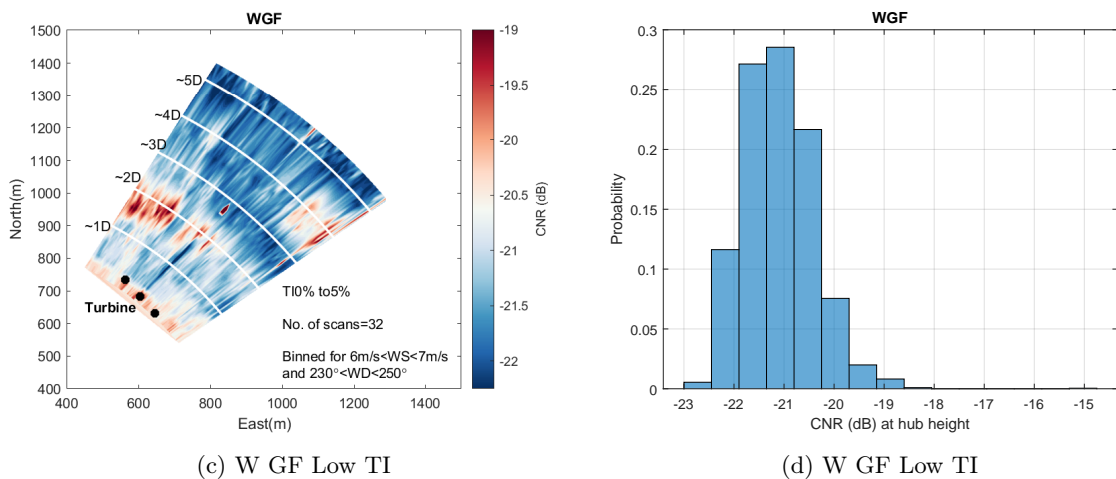 WGF
1500
1400
1300
1200
1100
1000
900
800
700
600
500
400
North(m)
~5D
~4D
~3D
~2D
~1D
Turbine
TI0% to5%
No. of scans=32
Binned for 6m/s<WS<7m/s
and 230°<WD<250°
400
600
800
1000
1200
1400
East(m)
-19
-19.5
-20
-20.5
-21
-21.5
-22
CNR (dB)
(c) W GF Low TI
WGF
0.3
0.25
0.2
0.15
0.1
0.05
0
Probability
-23
-22
-21
-20
-19
-18
-17
-16
-15
CNR (dB) at hub height
(d) W GF Low TI